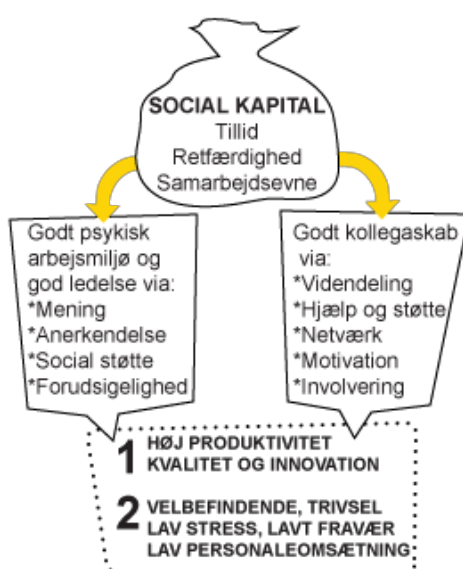 SOCIAL KAPITAL
Tillid
Retfærdighed
Samarbejdsevne
Godt psykisk
arbejsmiljø og
god ledelse via:
*Mening
*Anerkendelse
*Social støtte
*Forudsigelighed
Godt kollegaskab
via:
*Videndeling
*Hjælp og støtte
*Netværk
*Motivation
*Involvering
1 HØJ PRODUKTIVITET
KVALITET OG INNOVATION
2 VELBEFINDENDE, TRIVSEL
LAV STRESS, LAVT FRAVÆR
LAV PERSONALEOMSÆTNING